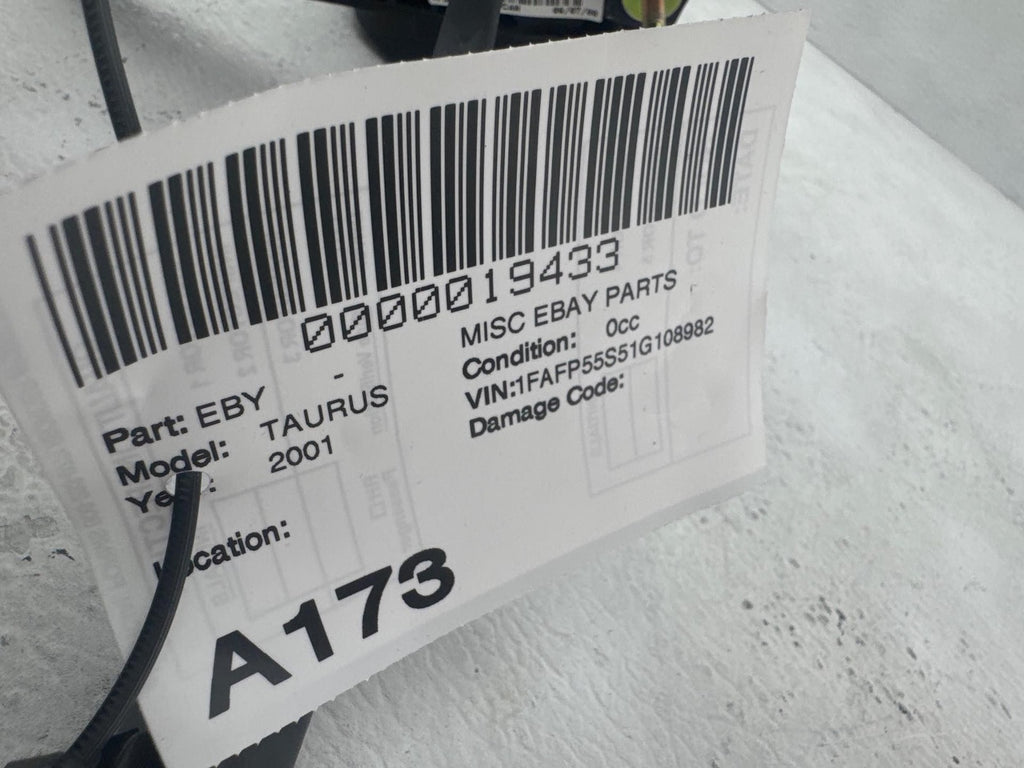 0000019433
Part: EBY -
MISC EBAY PARTS
Model: TAURUS
Condition: 0cc
Year: 2001
VIN:1FAFP55S51G108982
Damage Code:
Location:
A173